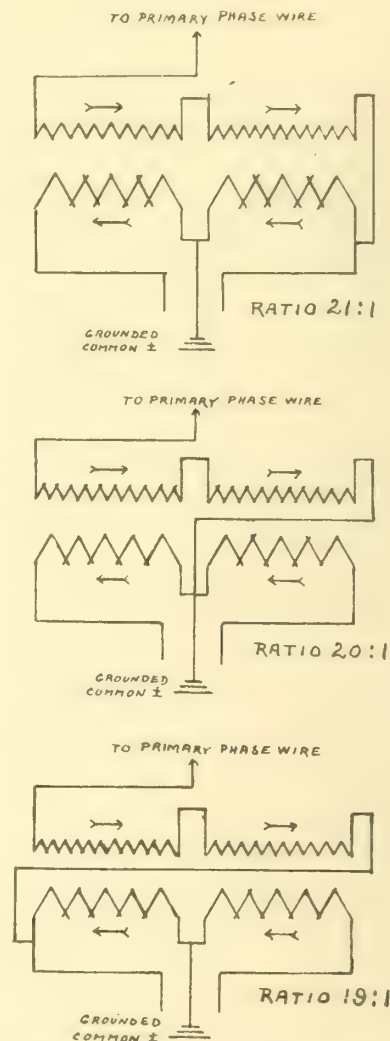 TO PRIMARY PHASE WIRE
RATIO 21:1
GROUNDED
COMMON ±
TO PRIMARY PHASE WIRE
RATIO 20:1
GROUNDED
COMMON ±
TO PRIMARY PHASE WIRE
RATIO 19:1
GROUNDED
COMMON ±